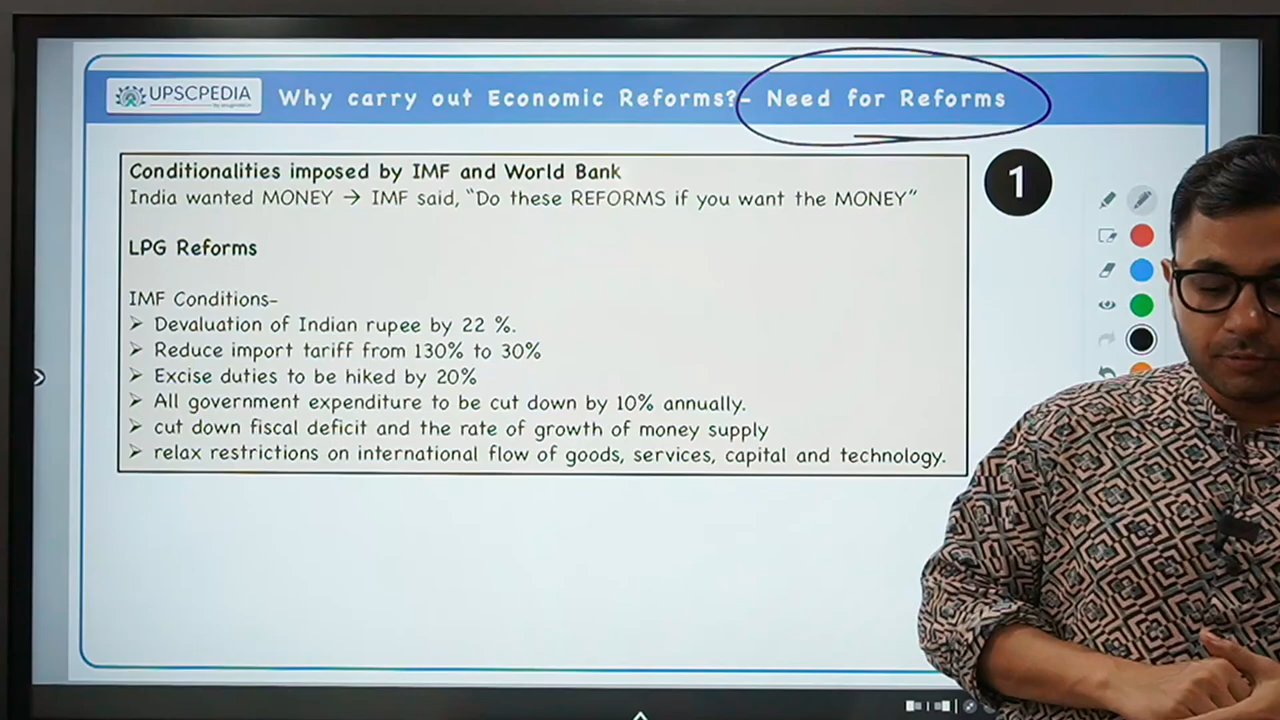 UPSCPEDIA
Why carry out Economic Reforms?- Need for Reforms
Conditionalities imposed by IMF and World Bank
India wanted MONEY → IMF said, “Do these REFORMS if you want the MONEY”
1
LPG Reforms
IMF Conditions-
➢ Devaluation of Indian rupee by 22 %.
➢ Reduce import tariff from 130% to 30%
➢ Excise duties to be hiked by 20%
➢ All government expenditure to be cut down by 10% annually.
➢ cut down fiscal deficit and the rate of growth of money supply
➢ relax restrictions on international flow of goods, services, capital and technology.